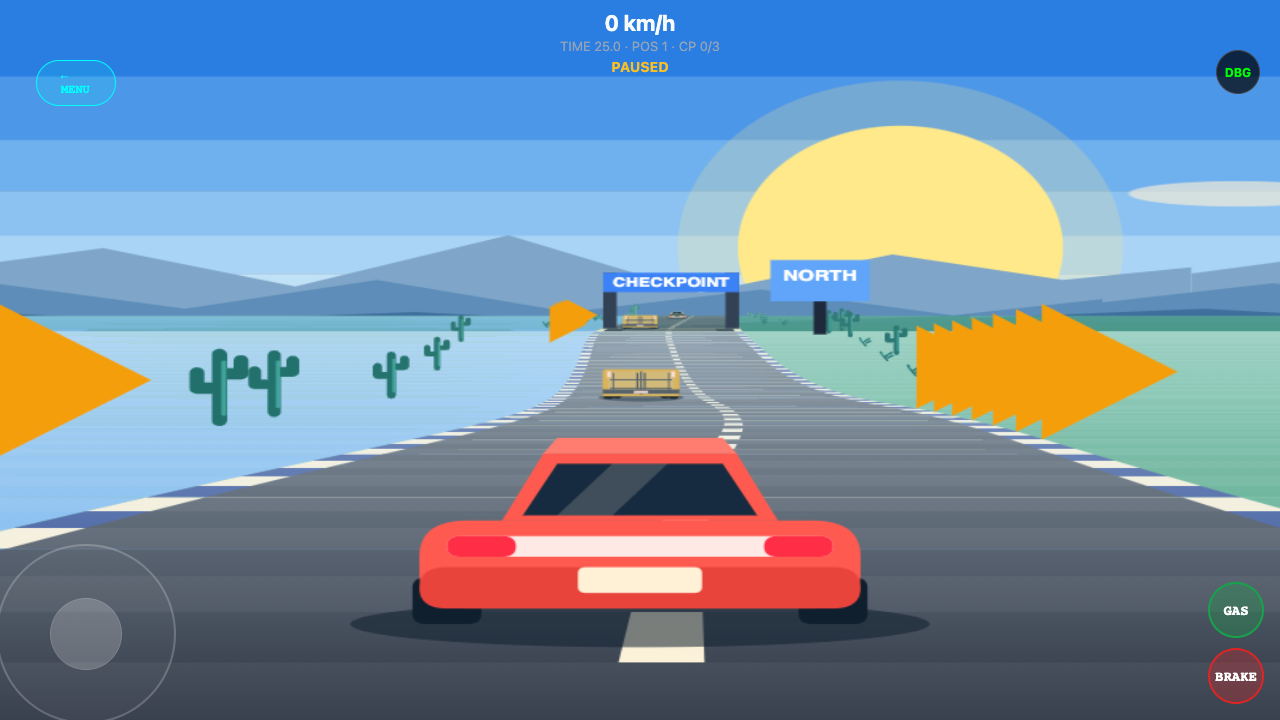 0 km/h
TIME 25.0 · POS 1 · CP 0/3
PAUSED
←
MENU
DBG
NORTH
CHECKPOINT
GAS
BRAKE